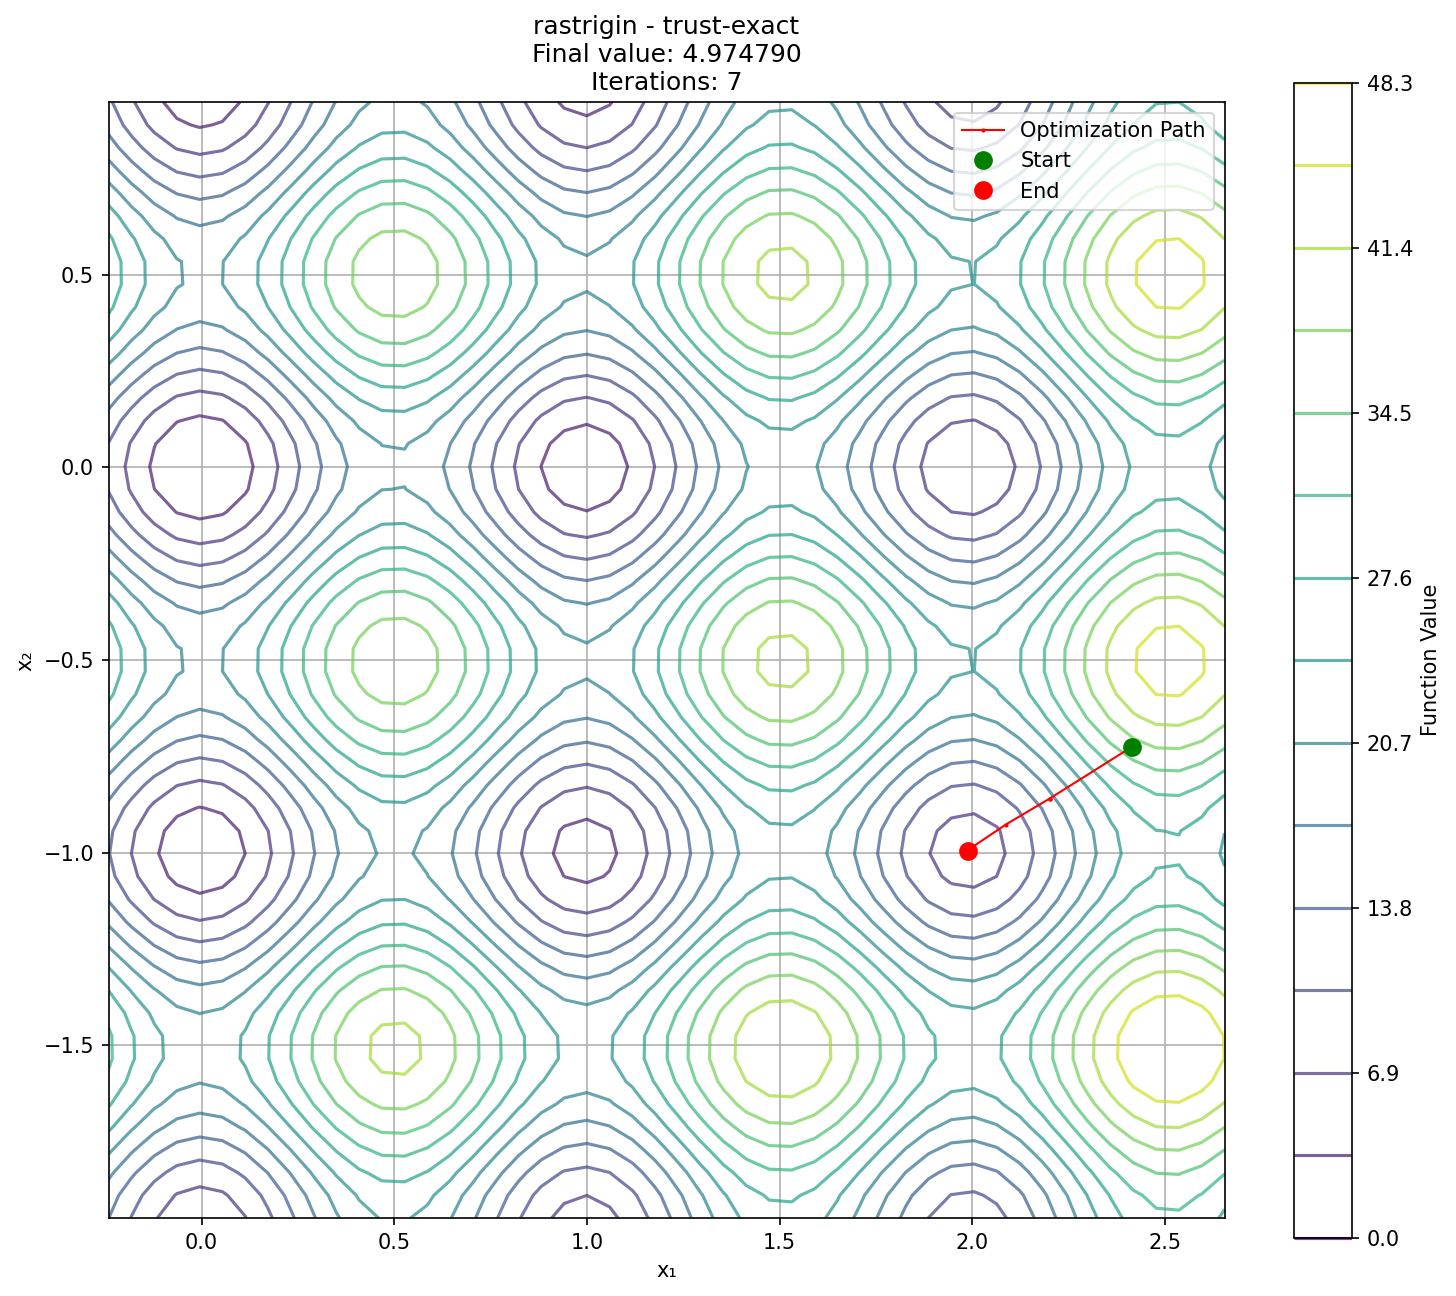 rastrigin - trust-exact
Final value: 4.974790
Iterations: 7
Optimization Path
Start
End
0.5
0.0
−0.5
−1.0
−1.5
x₂
0.0
0.5
1.0
1.5
2.0
2.5
x₁
48.3
41.4
34.5
27.6
20.7
13.8
6.9
0.0
Function Value